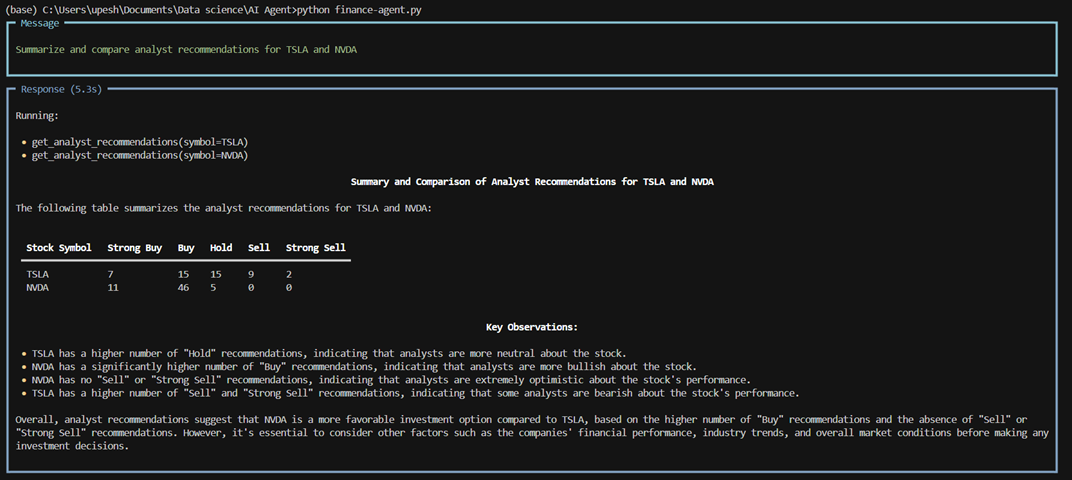 (base) C:\Users\upesh\Documents\Data science\AI Agent>python finance-agent.py
Message
Summarize and compare analyst recommendations for TSLA and NVDA
Response (5.3s)
Running:
• get_analyst_recommendations(symbol=TSLA)
• get_analyst_recommendations(symbol=NVDA)
Summary and Comparison of Analyst Recommendations for TSLA and NVDA
The following table summarizes the analyst recommendations for TSLA and NVDA:
Stock Symbol Strong Buy Buy Hold Sell Strong Sell
TSLA 7 15 15 9 2
NVDA 11 46 5 0 0
Key Observations:
• TSLA has a higher number of "Hold" recommendations, indicating that analysts are more neutral about the stock.
• NVDA has a significantly higher number of "Buy" recommendations, indicating that analysts are more bullish about the stock.
• NVDA has no "Sell" or "Strong Sell" recommendations, indicating that analysts are extremely optimistic about the stock's performance.
• TSLA has a higher number of "Sell" and "Strong Sell" recommendations, indicating that some analysts are bearish about the stock's performance.
Overall, analyst recommendations suggest that NVDA is a more favorable investment option compared to TSLA, based on the higher number of "Buy" recommendations and the absence of "Sell" or
"Strong Sell" recommendations. However, it's essential to consider other factors such as the companies' financial performance, industry trends, and overall market conditions before making any
investment decisions.